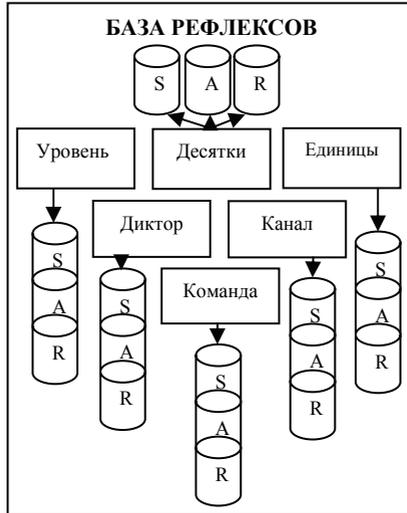 БАЗА РЕФЛЕКСОВ
S A R
Уровень
Десятки
Единицы
Диктор
Канал
Команда
S
A
R
S
A
R
S
A
R
S
A
R
S
A
R